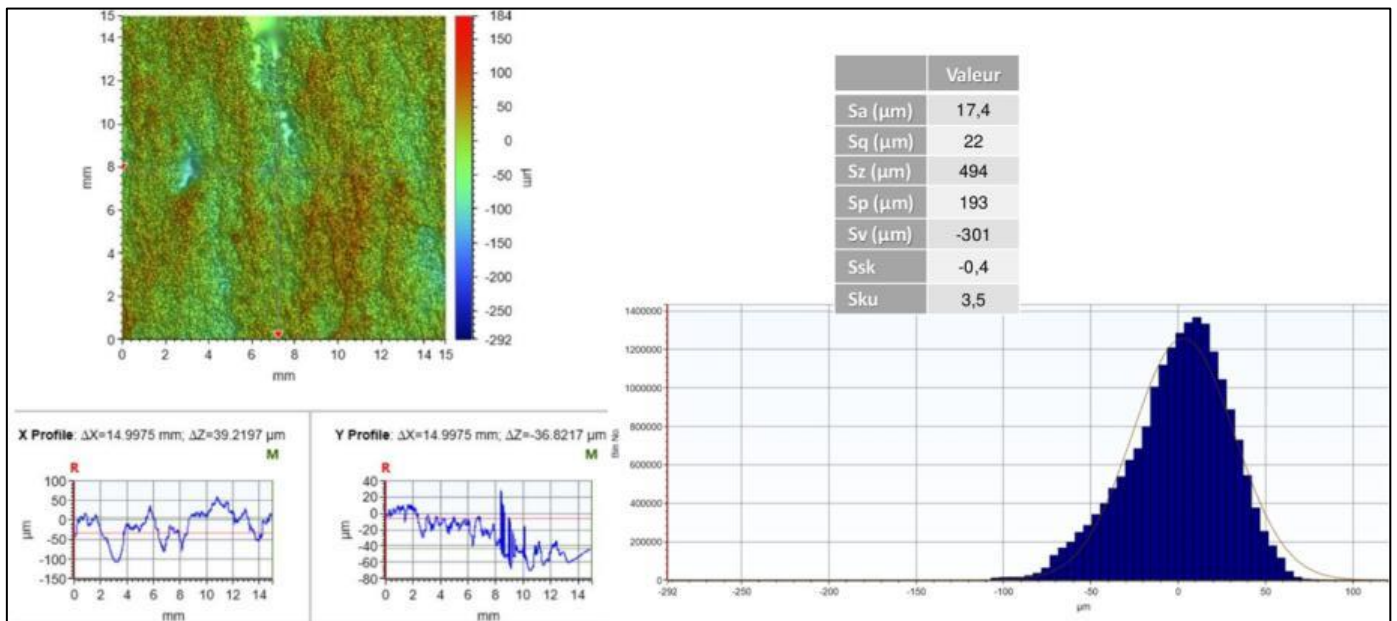 15
14
12
10
8
6
4
2
0
mm
0 2 4 6 8 10 12 14 15
mm
184
150
100
50
0
-50
-100
-150
-200
-250
-292
µm
Valeur
Sa (µm) 17,4
Sq (µm) 22
Sz (µm) 494
Sp (µm) 193
Sv (µm) -301
Ssk -0,4
Sku 3,5
X Profile: ΔX=14.9975 mm; ΔZ=39.2197 µm
R M
100
50
0
-50
-100
-150
µm
0 2 4 6 8 10 12 14
mm
Y Profile: ΔX=14.9975 mm; ΔZ=-36.8217 µm
R M
40
20
0
-20
-40
-60
-80
µm
0 2 4 6 8 10 12 15
mm
1400000
1200000
1000000
800000
600000
400000
200000
0
Bin No.
-292 -250 -200 -150 -100 -50 0 50 100
µm